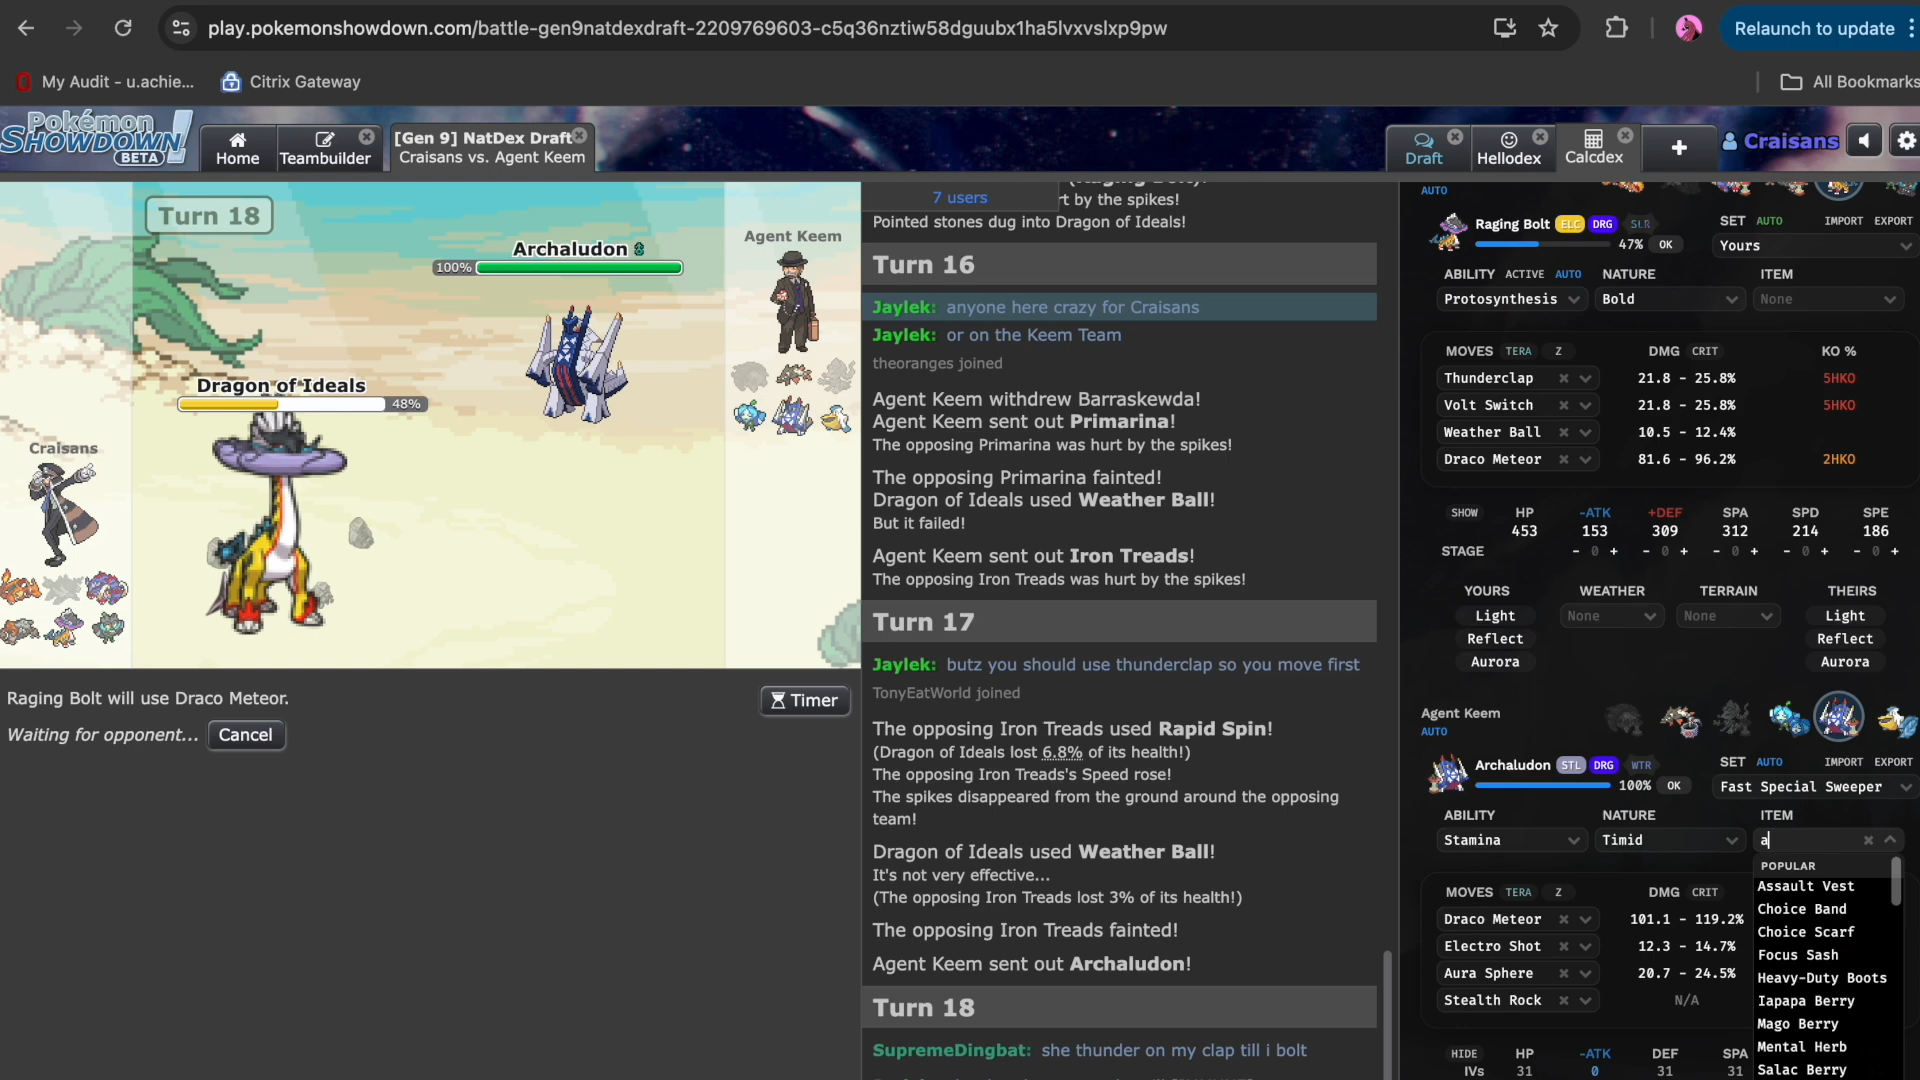 play.pokemonshowdown.com/battle-gen9natdexdraft-2209769603-c5q36nztiw58dguubx1ha5lvxvslxp9pw
Relaunch to update
My Audit - u.achie...
Citrix Gateway
All Bookmarks
Pokémon
SHOWDOWN!
BETA
Home
Teambuilder
[Gen 9] NatDex Draft
Craisans vs. Agent Keem
Draft
Hellodex
Calcdex
+
Craisans
Turn 18
Archaludon
100%
Agent Keem
Dragon of Ideals
48%
Craisans
Raging Bolt will use Draco Meteor.
Timer
Waiting for opponent...
Cancel
7 users
rt by the spikes!
Pointed stones dug into Dragon of Ideals!
Turn 16
Jaylek: anyone here crazy for Craisans
Jaylek: or on the Keem Team
theoranges joined
Agent Keem withdrew Barraskewda!
Agent Keem sent out Primarina!
The opposing Primarina was hurt by the spikes!
The opposing Primarina fainted!
Dragon of Ideals used Weather Ball!
But it failed!
Agent Keem sent out Iron Treads!
The opposing Iron Treads was hurt by the spikes!
Turn 17
Jaylek: butz you should use thunderclap so you move first
TonyEatWorld joined
The opposing Iron Treads used Rapid Spin!
(Dragon of Ideals lost 6.8% of its health!)
The opposing Iron Treads's Speed rose!
The spikes disappeared from the ground around the opposing
team!
Dragon of Ideals used Weather Ball!
It's not very effective...
(The opposing Iron Treads lost 3% of its health!)
The opposing Iron Treads fainted!
Agent Keem sent out Archaludon!
Turn 18
SupremeDingbat: she thunder on my clap till i bolt
AUTO
Raging Bolt ELC DRG SLR
47% OK
SET AUTO IMPORT EXPORT
Yours
ABILITY ACTIVE AUTO NATURE ITEM
Protosynthesis Bold None
MOVES TERA Z DMG CRIT KO %
Thunderclap 21.8 - 25.8% 5HKO
Volt Switch 21.8 - 25.8% 5HKO
Weather Ball 10.5 - 12.4%
Draco Meteor 81.6 - 96.2% 2HKO
SHOW HP -ATK +DEF SPA SPD SPE
453 153 309 312 214 186
STAGE - 0 + - 0 + - 0 + - 0 + - 0 +
YOURS WEATHER TERRAIN THEIRS
Light None None Light
Reflect Reflect
Aurora Aurora
Agent Keem
AUTO
Archaludon STL DRG WTR
100% OK
SET AUTO IMPORT EXPORT
Fast Special Sweeper
ABILITY NATURE ITEM
Stamina Timid a
POPULAR
Assault Vest
Choice Band
Choice Scarf
Focus Sash
Heavy-Duty Boots
Iapapa Berry
Mago Berry
Mental Herb
Salac Berry
MOVES TERA Z DMG CRIT
Draco Meteor 101.1 - 119.2%
Electro Shot 12.3 - 14.7%
Aura Sphere 20.7 - 24.5%
Stealth Rock N/A
HIDE HP -ATK DEF SPA
IVs 31 0 31 31